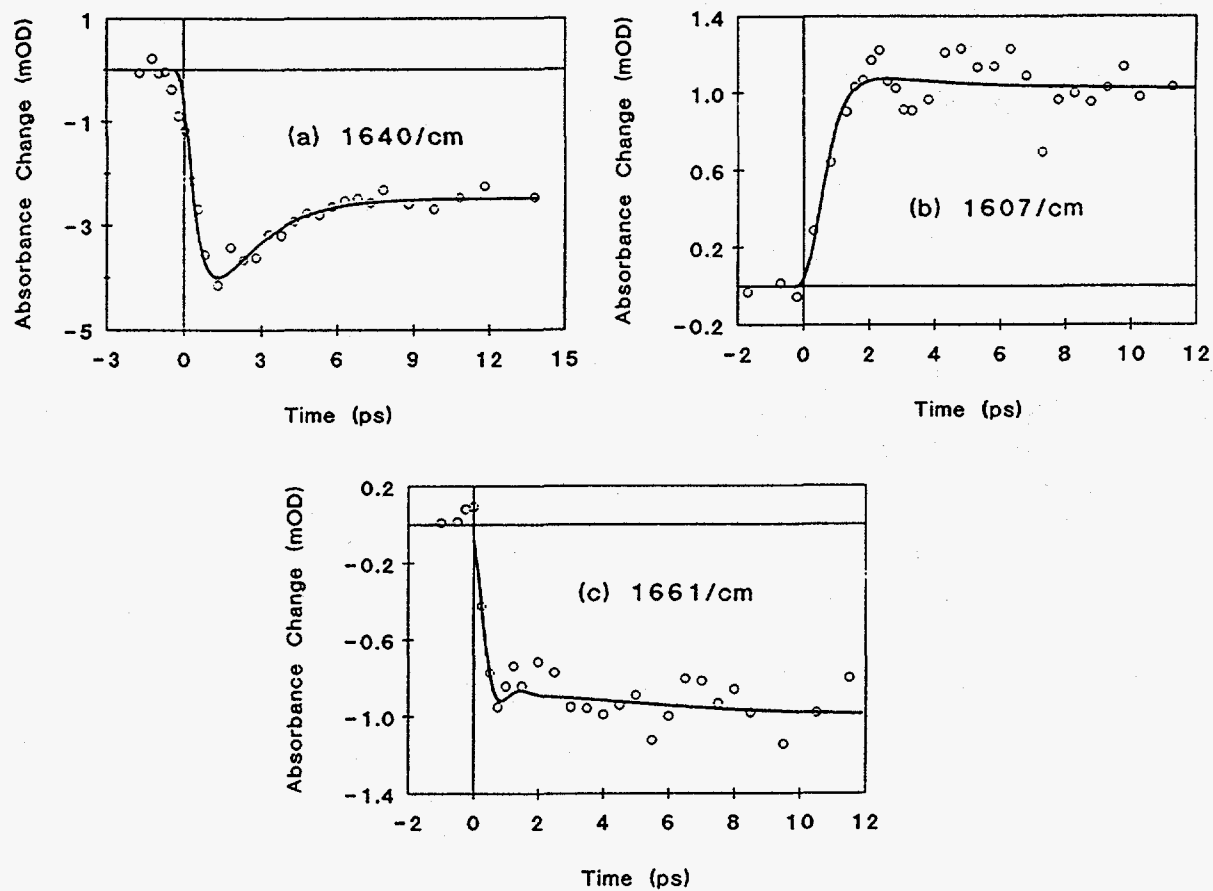 Absorbance Change (mOD)
1
-1
-3
-5
(a) 1640/cm
-3 0 3 6 9 12 15
Time (ps)
Absorbance Change (mOD)
1.4
1.0
0.6
0.2
-0.2
(b) 1607/cm
-2 0 2 4 6 8 10 12
Time (ps)
Absorbance Change (mOD)
0.2
-0.2
-0.6
-1.0
-1.4
(c) 1661/cm
-2 0 2 4 6 8 10 12
Time (ps)